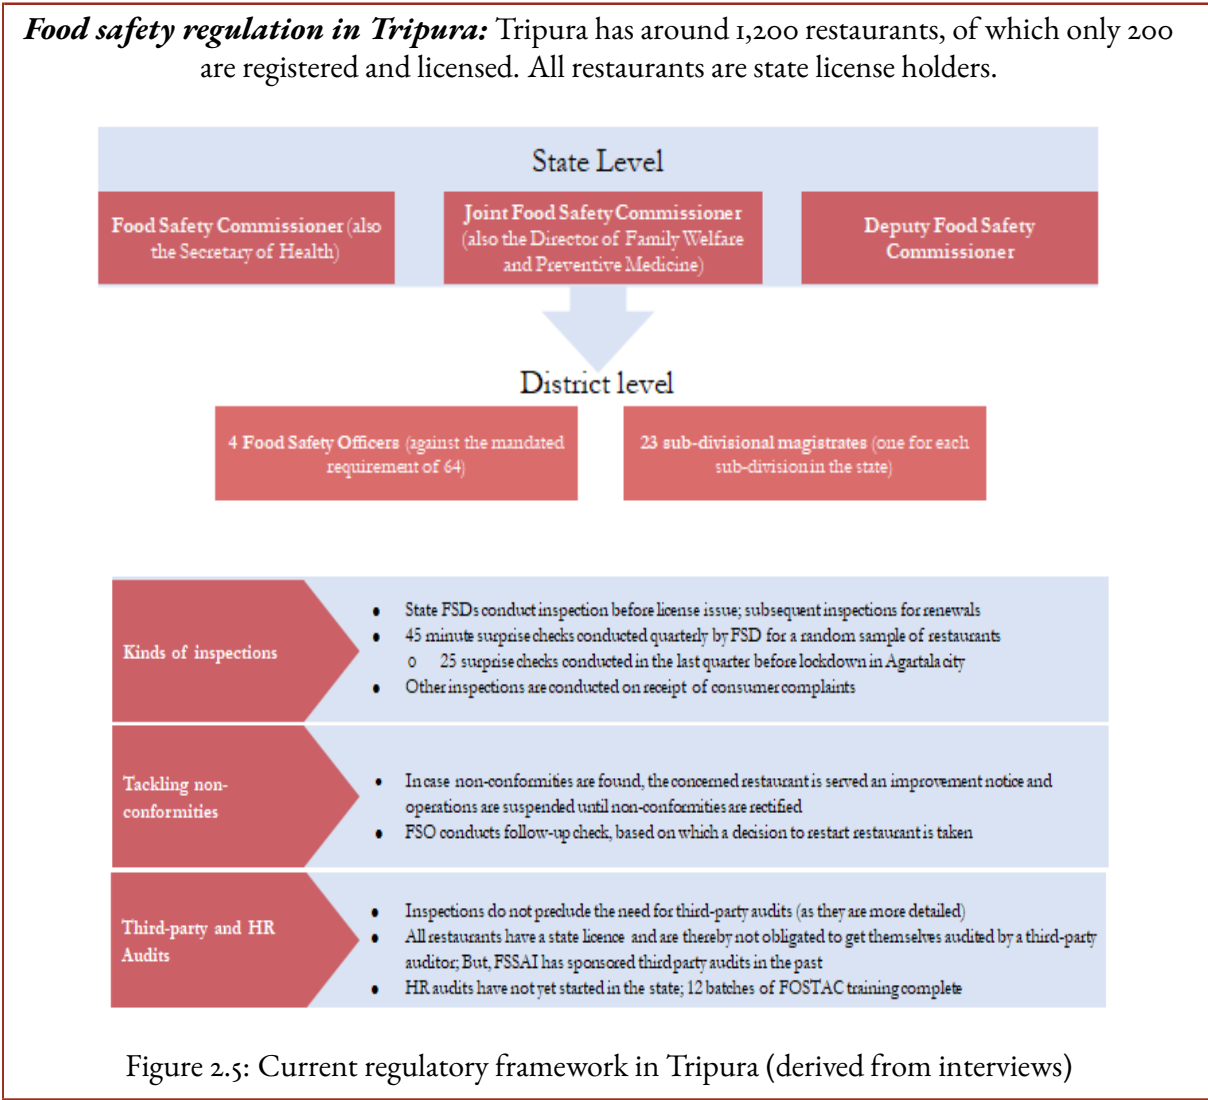 Food safety regulation in Tripura: Tripura has around 1,200 restaurants, of which only 200
are registered and licensed. All restaurants are state license holders.
State Level
Food Safety Commissioner (also
the Secretary of Health)
Joint Food Safety Commissioner
(also the Director of Family Welfare
and Preventive Medicine)
Deputy Food Safety
Commissioner
District level
4 Food Safety Officers (against the mandated
requirement of 64)
23 sub-divisional magistrates (one for each
sub-division in the state)
Kinds of inspections
● State FSDs conduct inspection before license issue; subsequent inspections for renewals
● 45 minute surprise checks conducted quarterly by FSD for a random sample of restaurants
o 25 surprise checks conducted in the last quarter before lockdown in Agartala city
● Other inspections are conducted on receipt of consumer complaints
Tackling non-
conformities
● In case non-conformities are found, the concerned restaurant is served an improvement notice and
operations are suspended until non-conformities are rectified
● FSO conducts follow-up check, based on which a decision to restart restaurant is taken
Third-party and HR
Audits
● Inspections do not preclude the need for third-party audits (as they are more detailed)
● All restaurants have a state licence and are thereby not obligated to get themselves audited by a third-party
auditor; But, FSSAI has sponsored third party audits in the past
● HR audits have not yet started in the state; 12 batches of FOSTAC training complete
Figure 2.5: Current regulatory framework in Tripura (derived from interviews)